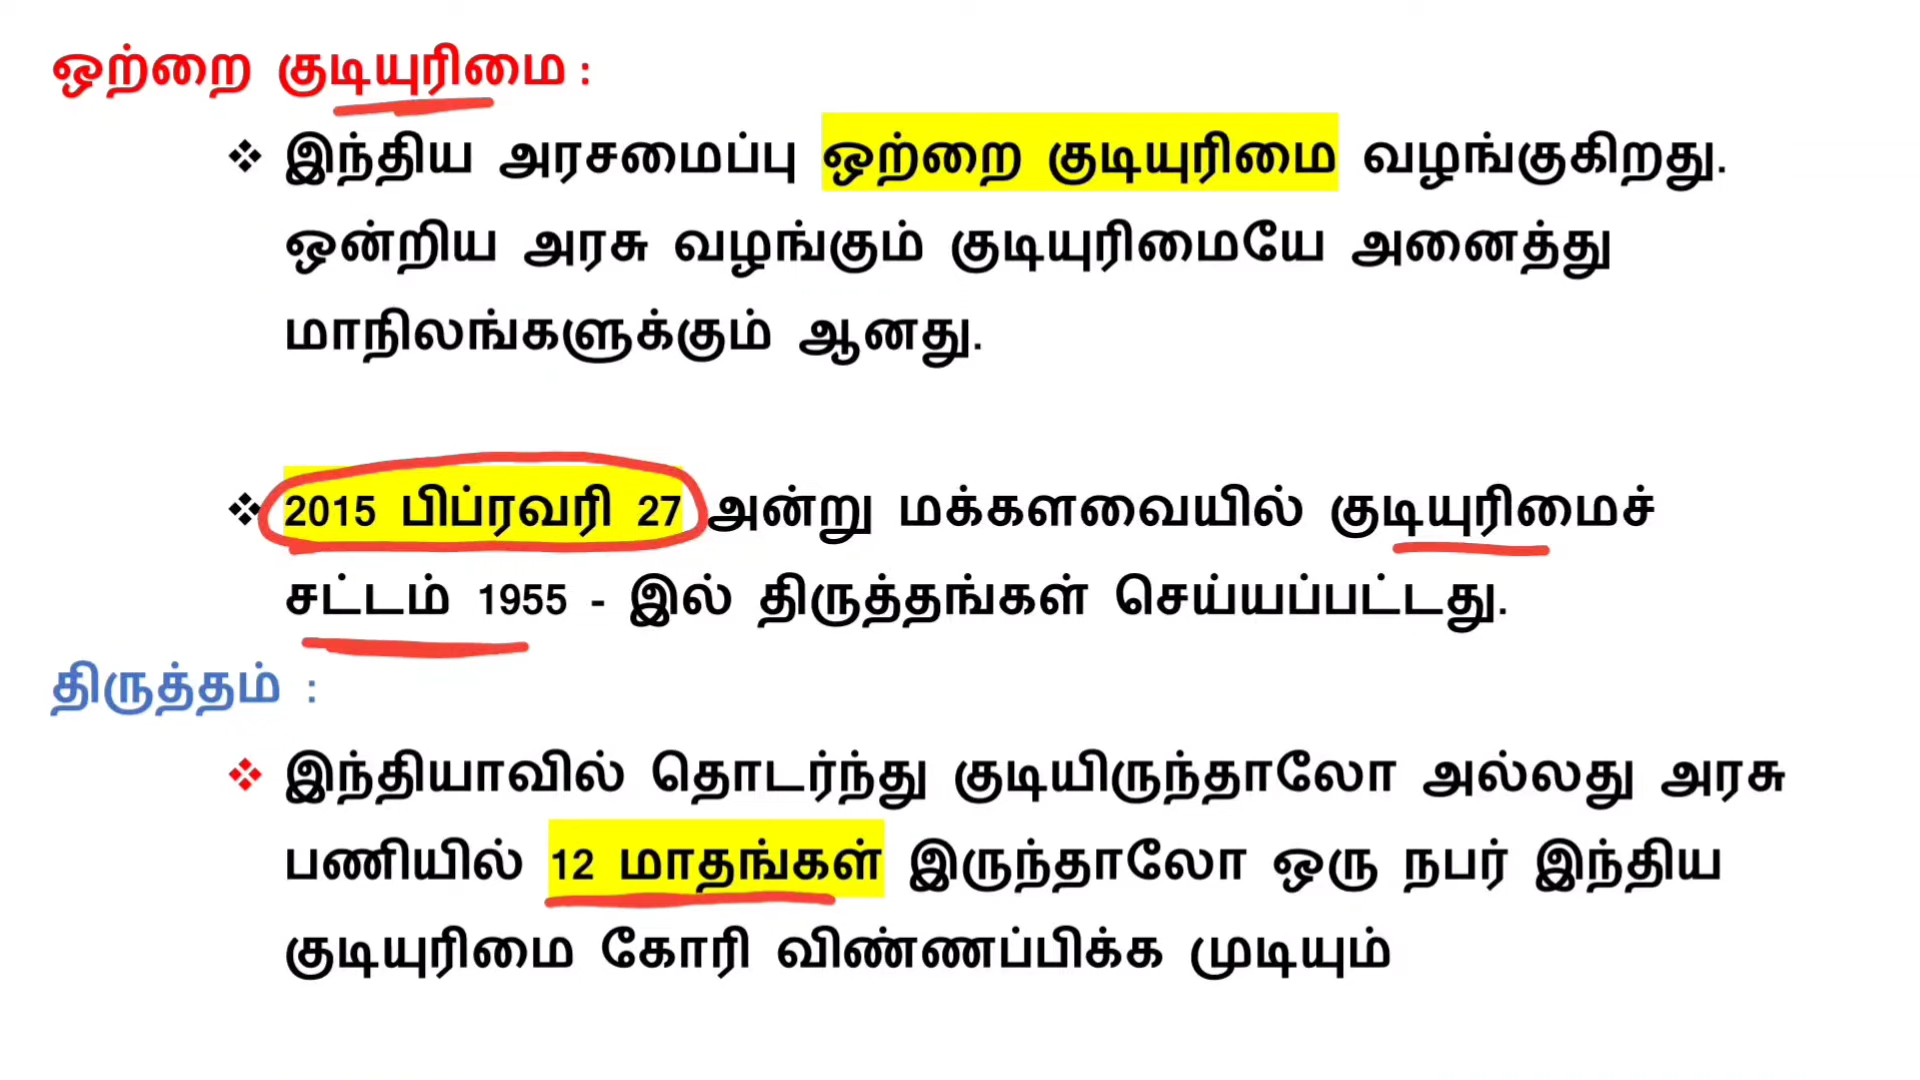 ஒற்றை குடியுரிமை :
❖ இந்திய அரசமைப்பு ஒற்றை குடியுரிமை வழங்குகிறது.
ஒன்றிய அரசு வழங்கும் குடியுரிமையே அனைத்து
மாநிலங்களுக்கும் ஆனது.
❖ 2015 பிப்ரவரி 27 அன்று மக்களவையில் குடியுரிமைச்
சட்டம் 1955 - இல் திருத்தங்கள் செய்யப்பட்டது.
திருத்தம் :
❖ இந்தியாவில் தொடர்ந்து குடியிருந்தாலோ அல்லது அரசு
பணியில் 12 மாதங்கள் இருந்தாலோ ஒரு நபர் இந்திய
குடியுரிமை கோரி விண்ணப்பிக்க முடியும்